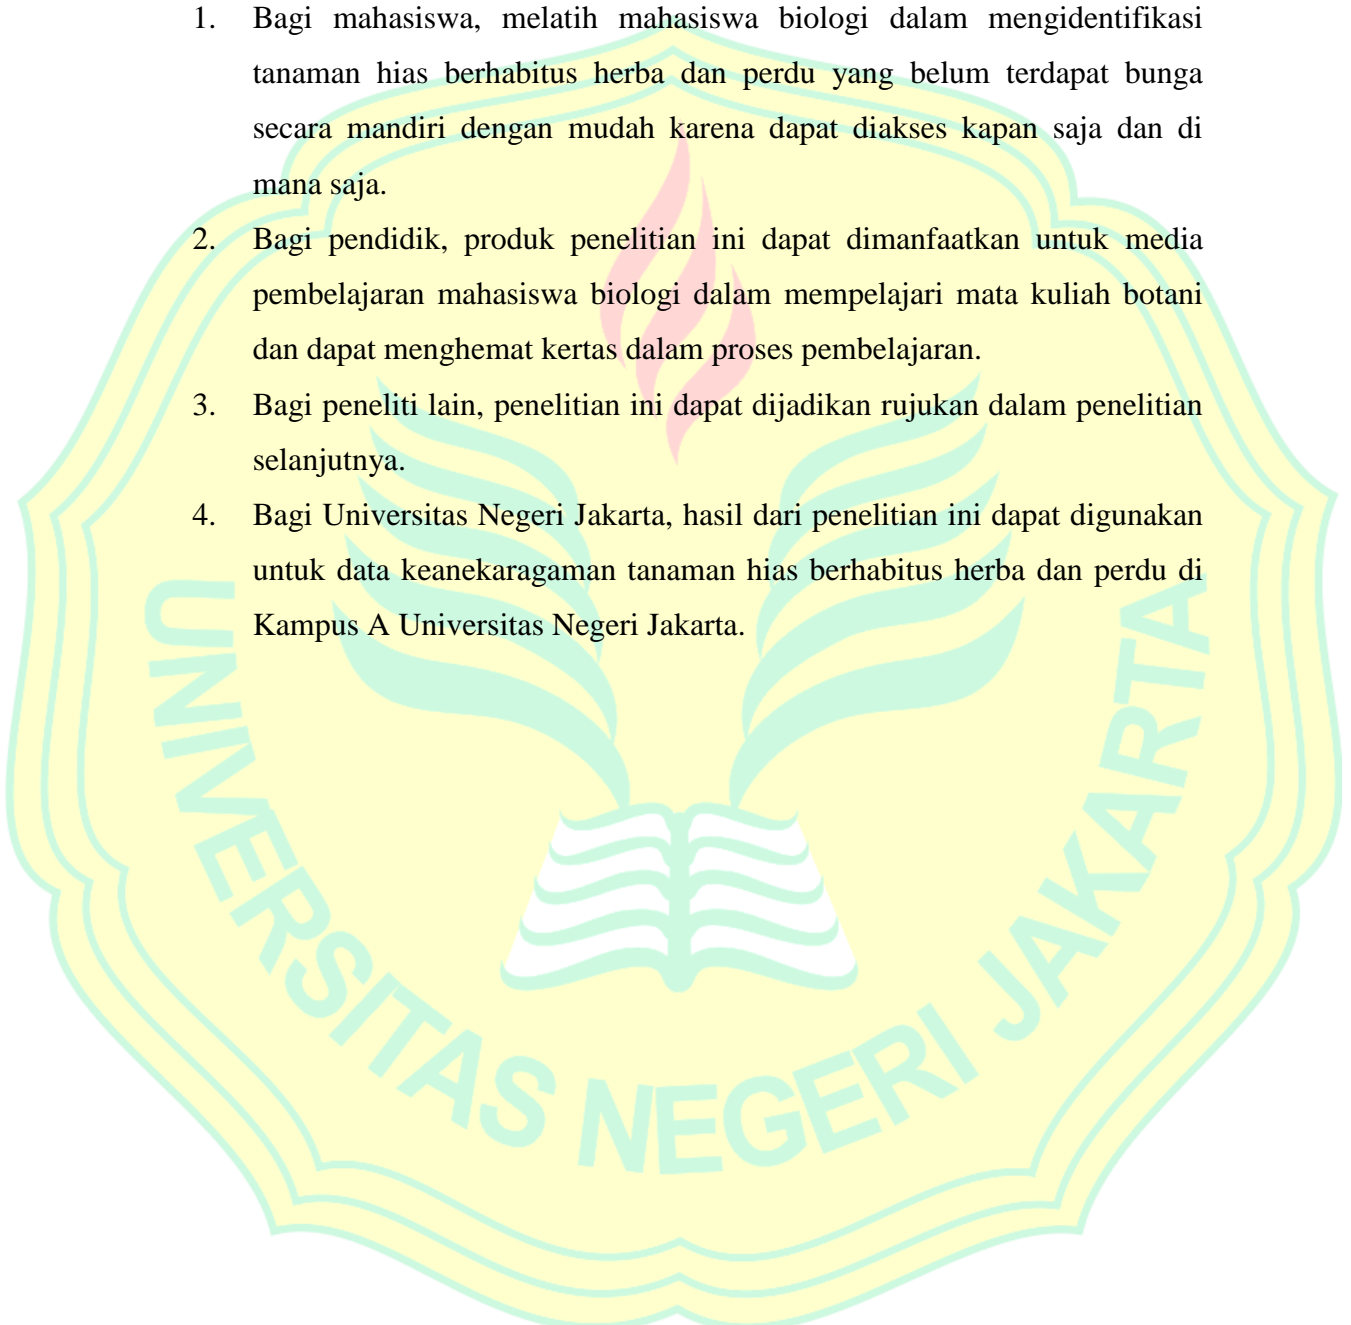 1. Bagi mahasiswa, melatih mahasiswa biologi dalam mengidentifikasi
tanaman hias berhabitus herba dan perdu yang belum terdapat bunga
secara mandiri dengan mudah karena dapat diakses kapan saja dan di
mana saja.
2. Bagi pendidik, produk penelitian ini dapat dimanfaatkan untuk media
pembelajaran mahasiswa biologi dalam mempelajari mata kuliah botani
dan dapat menghemat kertas dalam proses pembelajaran.
3. Bagi peneliti lain, penelitian ini dapat dijadikan rujukan dalam penelitian
selanjutnya.
4. Bagi Universitas Negeri Jakarta, hasil dari penelitian ini dapat digunakan
untuk data keanekaragaman tanaman hias berhabitus herba dan perdu di
Kampus A Universitas Negeri Jakarta.
UNIVERSITAS NEGERI JAKARTA